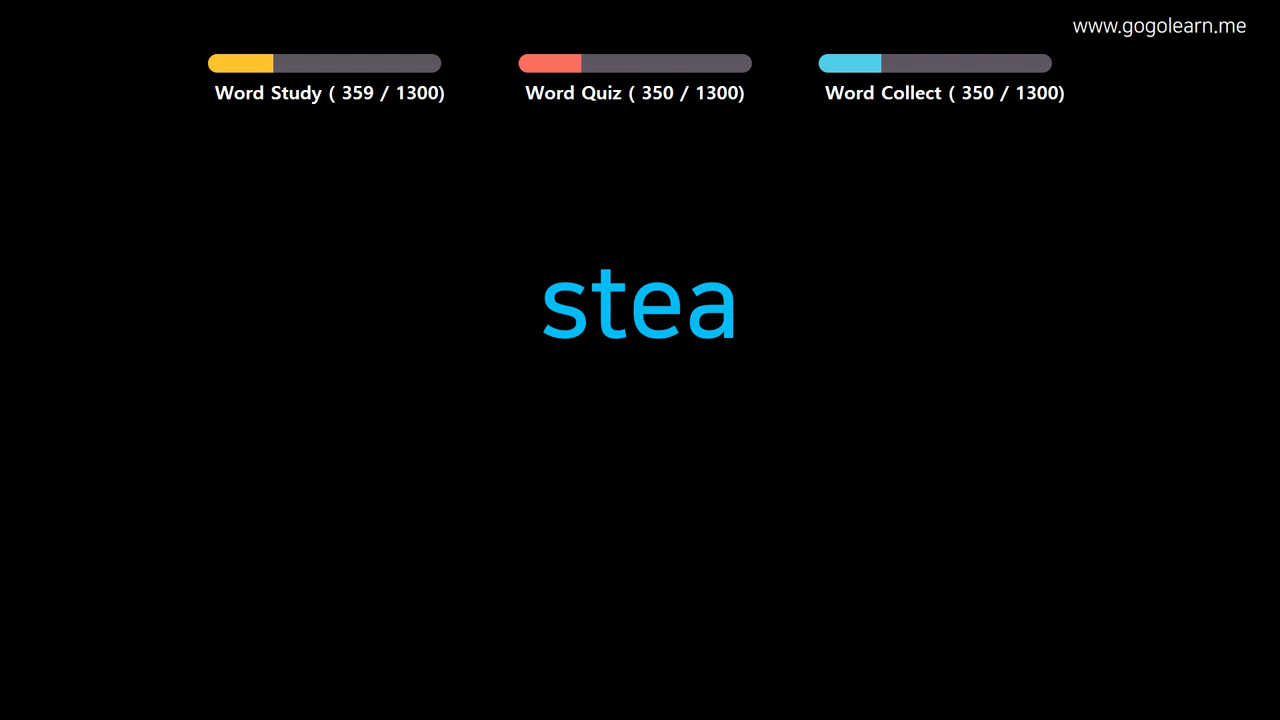 www.gogolearn.me
Word Study ( 359 / 1300)
Word Quiz ( 350 / 1300)
Word Collect ( 350 / 1300)
stea